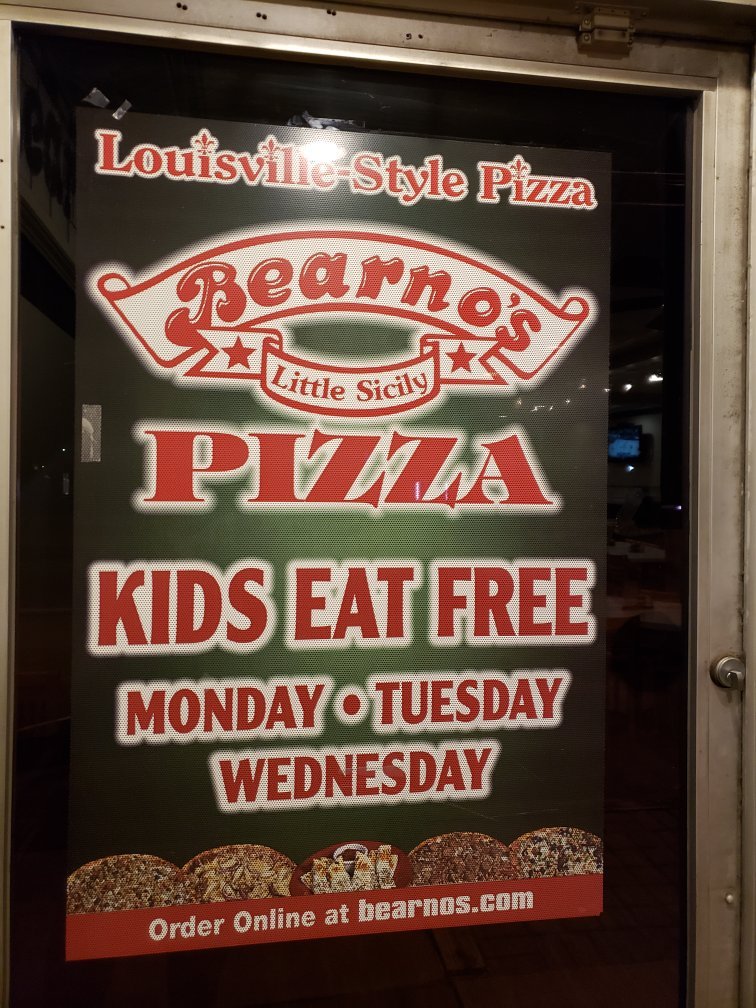 Louisville-Style Pizza
Bearno's
Little Sicily
PIZZA
KIDS EAT FREE
MONDAY • TUESDAY
WEDNESDAY
Order Online at bearnos.com